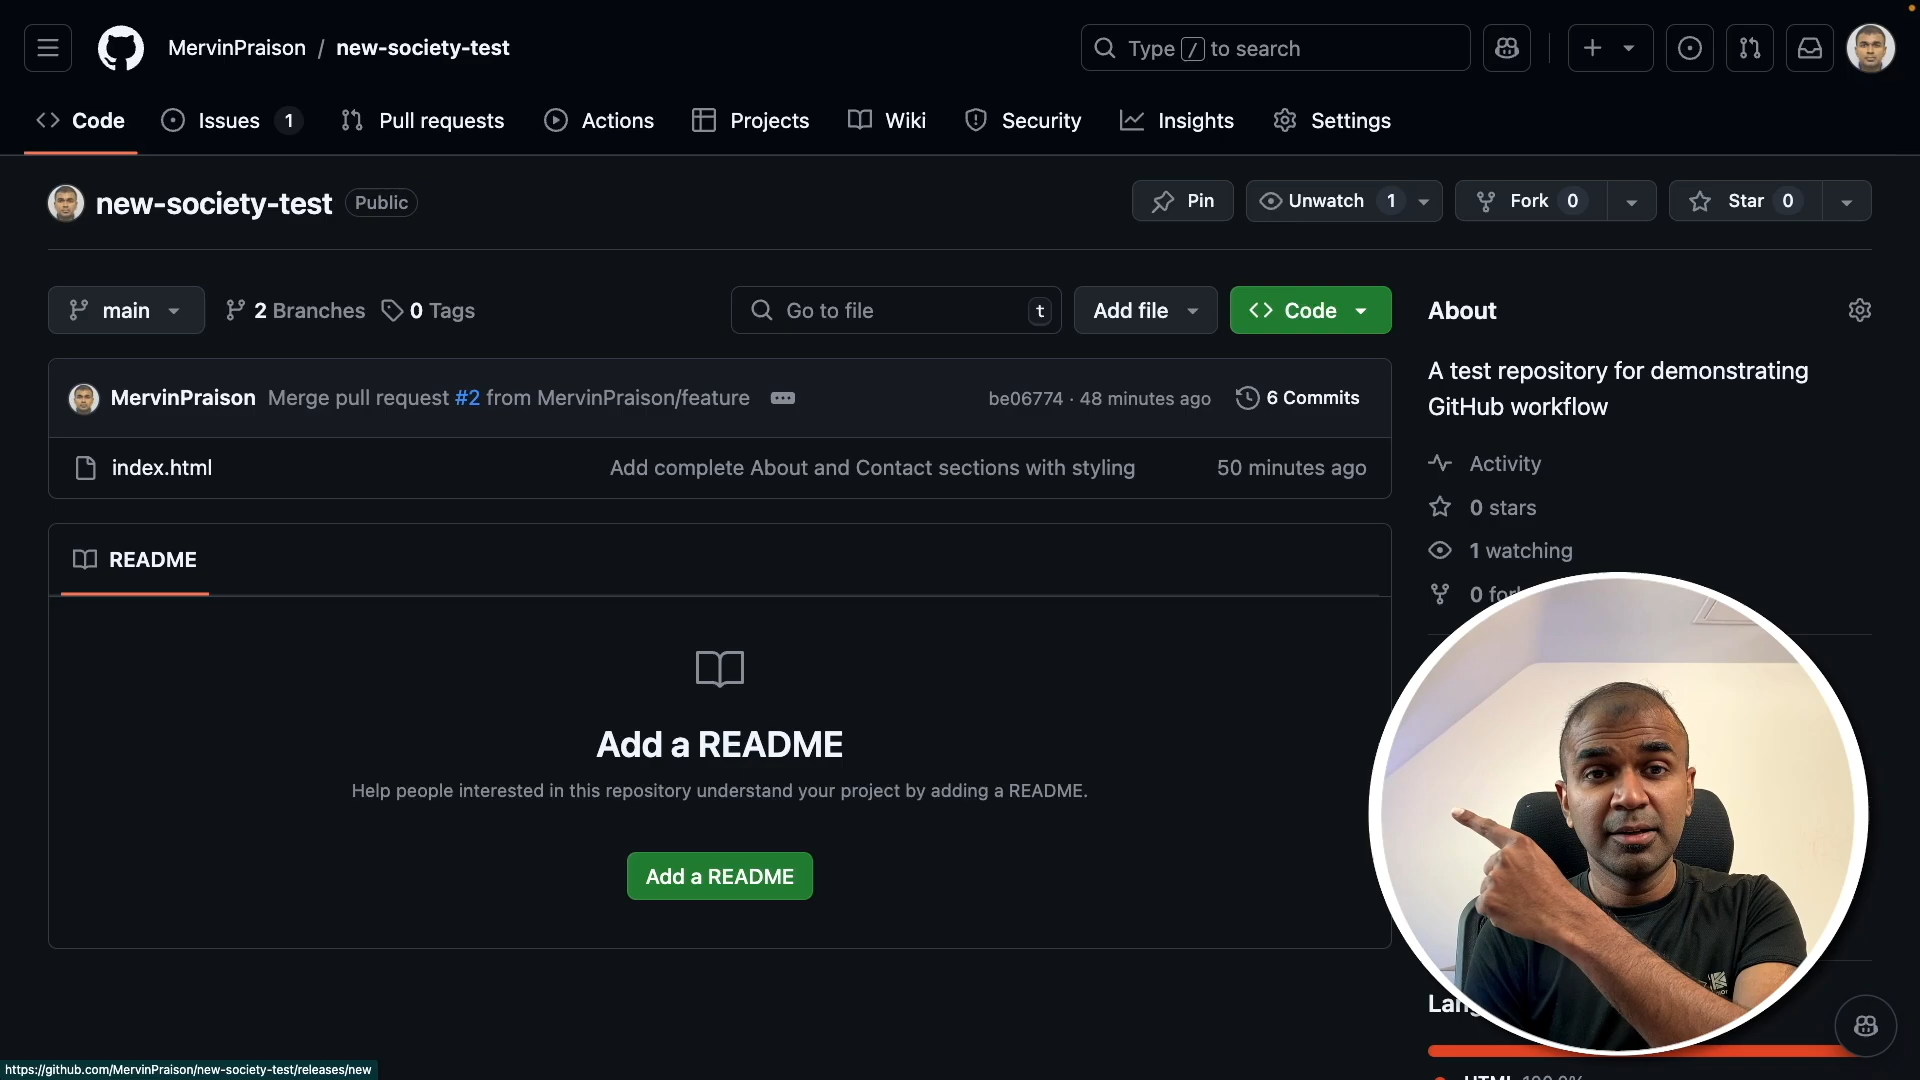 MervinPraison / new-society-test
Type / to search
Code
Issues 1
Pull requests
Actions
Projects
Wiki
Security
Insights
Settings
new-society-test Public
Pin
Unwatch 1
Fork 0
Star 0
main
2 Branches
0 Tags
Go to file t
Add file
Code
MervinPraison Merge pull request #2 from MervinPraison/feature
be06774 · 48 minutes ago
6 Commits
index.html
Add complete About and Contact sections with styling
50 minutes ago
README
Add a README
Help people interested in this repository understand your project by adding a README.
Add a README
About
A test repository for demonstrating
GitHub workflow
Activity
0 stars
1 watching
0
HTML 100.0%
https://github.com/MervinPraison/new-society-test/releases/new